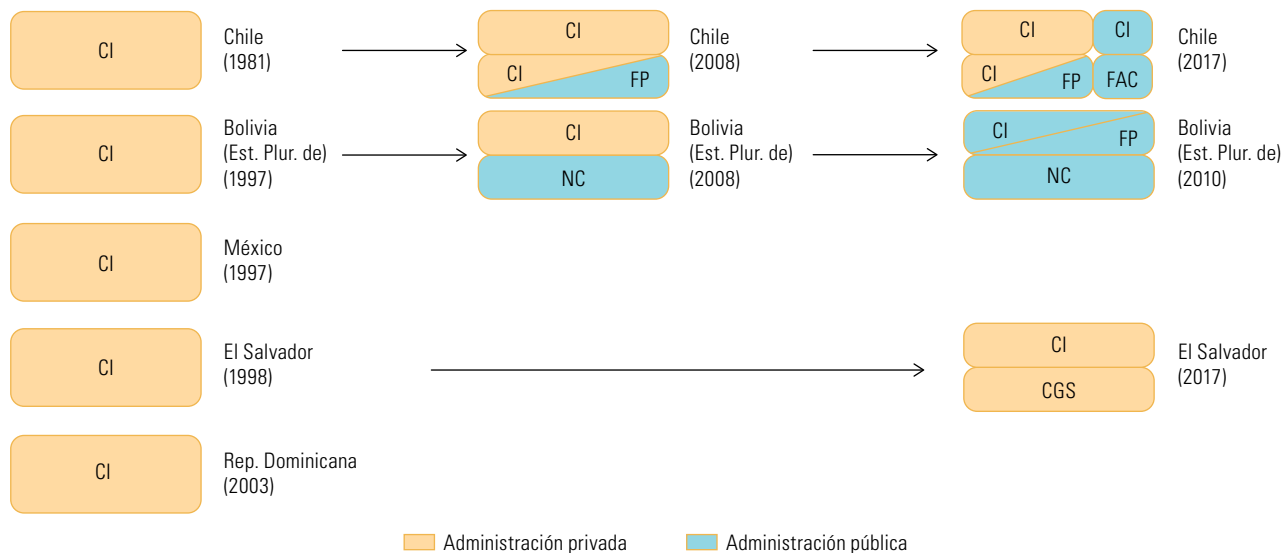 CI
Chile
(1981)
CI
CI
FP
Chile
(2008)
CI
CI
CI
FP
FAC
Chile
(2017)
CI
Bolivia
(Est. Plur. de)
(1997)
CI
NC
Bolivia
(Est. Plur. de)
(2008)
CI
FP
NC
Bolivia
(Est. Plur. de)
(2010)
CI
México
(1997)
CI
El Salvador
(1998)
CI
CGS
El Salvador
(2017)
CI
Rep. Dominicana
(2003)
Administración privada
Administración pública